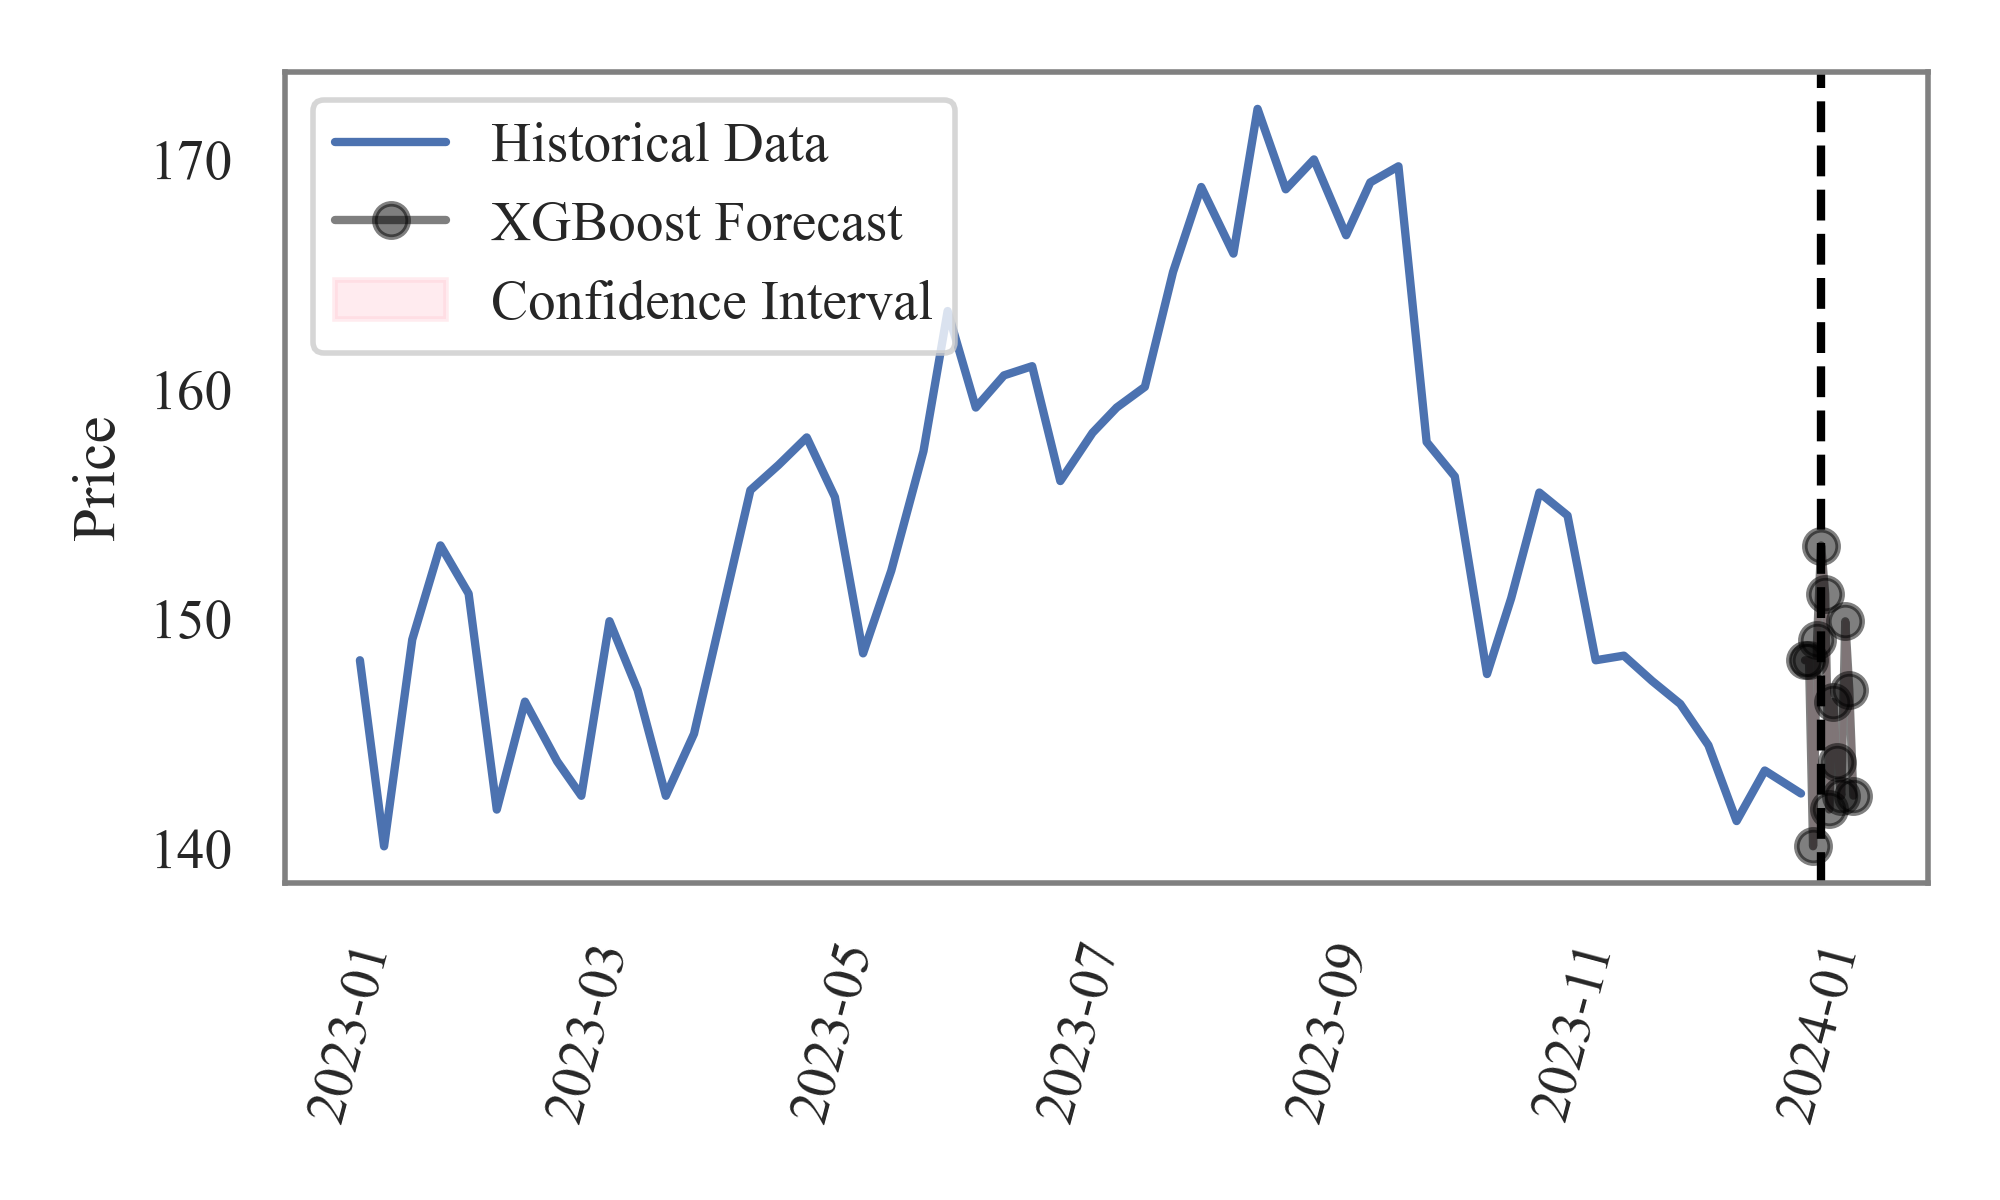 Historical Data
XGBoost Forecast
Confidence Interval
Price
170
160
150
140
2023-01
2023-03
2023-05
2023-07
2023-09
2023-11
2024-01